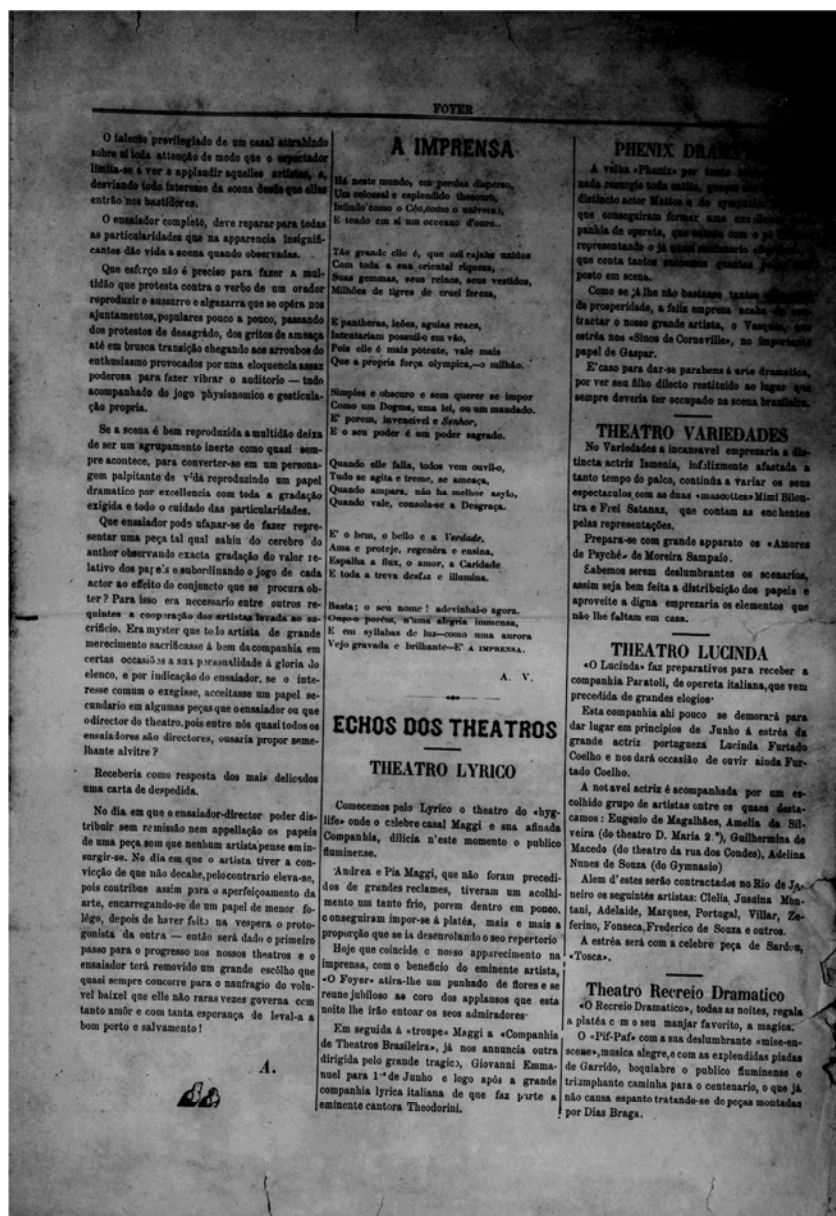 FOYER
O talento previlegiado de um casal attrahindo
sobre si toda attenção de modo que o espectador
limita-se a ver e applaudir aquelles artistas, e,
desviando todo interesse da scena desde que elles
entrão nos bastidores.
O ensaiador completo, deve reparar para todas
as particularidades que na apparencia insignifi-
cantes dão vida a scena quando observadas.
Que esforço não é preciso para fazer a mul-
tidão que protesta contra o verbo de um orador
reproduzir o sussurro e algazarra que se opéra nos
ajuntamentos,populares pouco a pouco, passando
dos protestos de desagrádo, dos gritos de ameaça
até em brusca transição chegando aos arroubos do
enthusiasmo provocados por uma eloquencia assaz
poderosa para fazer vibrar o auditorio — tudo
acompanhado do jogo physionomico e gesticula-
ção propria.
Se a scena é bem reproduzida a multidão deixa
de ser um agrupamento inerte como quasi sem-
pre acontece, para converter-se em um persona-
gem palpitante de vida reproduzindo um papel
dramatico por excellencia com toda a gradação
exigida e todo o cuidado das particularidades.
Que ensaiador pode ufapar-se de fazer repre-
sentar uma peça tal qual sahiu do cerebro do
author observando exacta gradação do valor re-
lativo dos papeis e subordinando o jogo de cada
actor ao effeito do conjuncto que se procura ob-
ter? Para isso era necessario entre outros re-
quintes a cooperação dos artistas levada ao sa-
crificio. Era myster que todo artista de grande
merecimento sacrificasse á bem da companhia em
certas occasiões a sua personalidade á gloria do
elenco, e por indicação do ensaiador, se o inte-
resse comum o exegisse, acceitasse um papel se-
cundario em algumas peças que o ensaiador ou que
o director do theatro, pois entre nós quasi todos os
ensaiadores são directores, ousaria propor seme-
lhante alvitre ?
Receberia como resposta dos mais delicados
uma carta de despedida.
No dia em que o ensaiador-director poder dis-
tribuir sem remissão nem appellação os papeis
de uma peça sem que nenhum artista pense em in-
surgir-se. No dia em que o artista tiver a con-
vicção de que não decahe,pelo contrario eleva-se,
pois contribue assim para o aperfeiçoamento da
arte, encarregando-se de um papel de menor fo-
lêgo, depois de haver feito na vespera o proto-
gonista da outra — então será dado o primeiro
passo para o progresso nos nossos theatros e o
ensaiador terá removido um grande escôlho que
quasi sempre concorre para o naufragio do volu-
vel baixel que elle não raras vezes governa com
tanto amôr e com tanta esperança de leval-a a
bom porto e salvamento !
A.
A IMPRENSA
Há neste mundo, em perolas disperso,
Um colossal e esplendido thesouro,
Infindo como o Céo,como o universo,
E tendo em si um occeano d'ouro..
Tão grande elle é, que mil rajahs unidos
Com toda a sua oriental riqueza,
Suas gemmas, seus reinos, seus vestidos,
Milhões de tigres de cruel fereza,
E pantheras, leões, aguias reaes,
Intentariam possuil-o em vão,
Pois elle é mais potente, vale mais
Que a propria força olympica,—o milhão.
Simples e obscuro e sem querer se impor
Como um Dogma, uma lei, ou um mandado.
E' porem, invencivel e Senhor,
E o seu poder é um poder sagrado.
Quando elle falla, todos vem ouvil-o,
Tudo se agita e treme, se ameaça,
Quando ampara, não ha melhor asylo,
Quando vale, consola-se a Desgraça.
E' o bem, o bello e a Verdade,
Ama e proteje, regenéra e ensina,
Espalha a flux, o amor, a Caridade
E toda a treva desfaz e illumina.
Basta; o seu nome ! adevinhai-o agora.
Ouço-o porém, n'uma alegria immensa,
E em syllabas de luz—como uma aurora
Vejo gravada e brilhante—E' A IMPRENSA.
A. V.
ECHOS DOS THEATROS
THEATRO LYRICO
Comecemos pelo Lyrico o theatro do «hyg-
life» onde o celebre casal Maggi e sua afinada
Companhia, dilicia n'este momento o publico
fluminense.
Andrea e Pia Maggi, que não foram precedi-
dos de grandes reclames, tiveram um acolhi-
mento um tanto frio, porem dentro em pouco,
conseguiram impor-se á platéa, mais e mais a
proporção que se ia desenrolando o seo repertorio
Hoje que coincide o nosso apparecimento na
imprensa, com o beneficio do eminente artista,
«O Foyer» atira-lhe um punhado de flores e se
reune jubiloso ao coro dos applausos que esta
noite lhe irão entoar os seos admiradores·
Em seguida á «troupe» Maggi a «Companhia
de Theatros Brasileira», já nos annuncia outra
dirigida pelo grande tragico, Giovanni Emma-
nuel para 1.º de Junho e logo após a grande
companhia lyrica italiana de que faz parte a
eminente cantora Theodorini.
PHENIX
A velha «Phenix» por tanto
nada resurgio toda catita, graças
distincto actor Mattos e do
que conseguiram formar uma
panhia de opereta, que com o
representando o já quasi centenario
que conta tantos successos quantas
posto em scena.
Como se já lhe não bastasse tantos
de prosperidade, a feliz empreza acaba de con-
tractar o nosso grande artista, o Vasques, que
estréa nos «Sinos de Corneville», no importante
papel de Gaspar.
E' caso para dar-se parabens á arte dramatica,
por ver seu filho dilecto restituido ao lugar que
sempre deveria ter occupado na scena brasileira.
THEATRO VARIEDADES
No Variedades a incansavel emprezaria a dis-
tincta actriz Ismenia, infelizmente afastada a
tanto tempo do palco, continúa a variar os seus
espectaculos com as duas «mascottes» Mimi Bilon-
tra e Frei Satanaz, que contam as enchentes
pelas representações.
Prepara-se com grande apparato os «Amores
de Psyché» de Moreira Sampaio.
Sabemos serem deslumbrantes os scenarios,
assim seja bem feita a distribuição dos papeis e
aproveite a digna emprezaria os elementos que
não lhe faltam em casa.
THEATRO LUCINDA
«O Lucinda» faz preparativos para receber a
companhia Paratoli, de opereta italiana,que vem
precedida de grandes elogios·
Esta companhia ahi pouco se demorará para
dar lugar em principios de Junho á estréa da
grande actriz portugueza Lucinda Furtado
Coelho e nos dará occasião de ouvir ainda Fur-
tado Coelho.
A notavel actriz é acompanhada por um es-
colhido grupo de artistas entre os quaes desta-
camos : Eugenio de Magalhães, Amelia da Sil-
veira (do theatro D. Maria 2.ª), Guilhermina de
Macedo (do theatro da rua dos Condes), Adelina
Nunes de Souza (do Gymnasio)
Alem d'estes serão contractados no Rio de Ja-
neiro os seguintês artistas: Clelia, Jusuina Mon-
tani, Adelaide, Marques, Portugal, Villar, Ze-
ferino, Fonseca,Frederico de Souza e outros.
A estréa será com a celebre peça de Sardou,
«Tosca».
Theatro Recreio Dramatico
«O Recreio Dramatico», todas as noites, regala
a platéa com o seu manjar favorito, a magica.
O «Pif-Paf» com a sua deslumbrante «mise-en-
scene»,musica alegre,e com as explendidas piadas
de Garrido, boquiabre o publico fluminense e
triumphante caminha para o centenario, o que já
não causa espanto tratando-se de peças montadas
por Dias Braga.